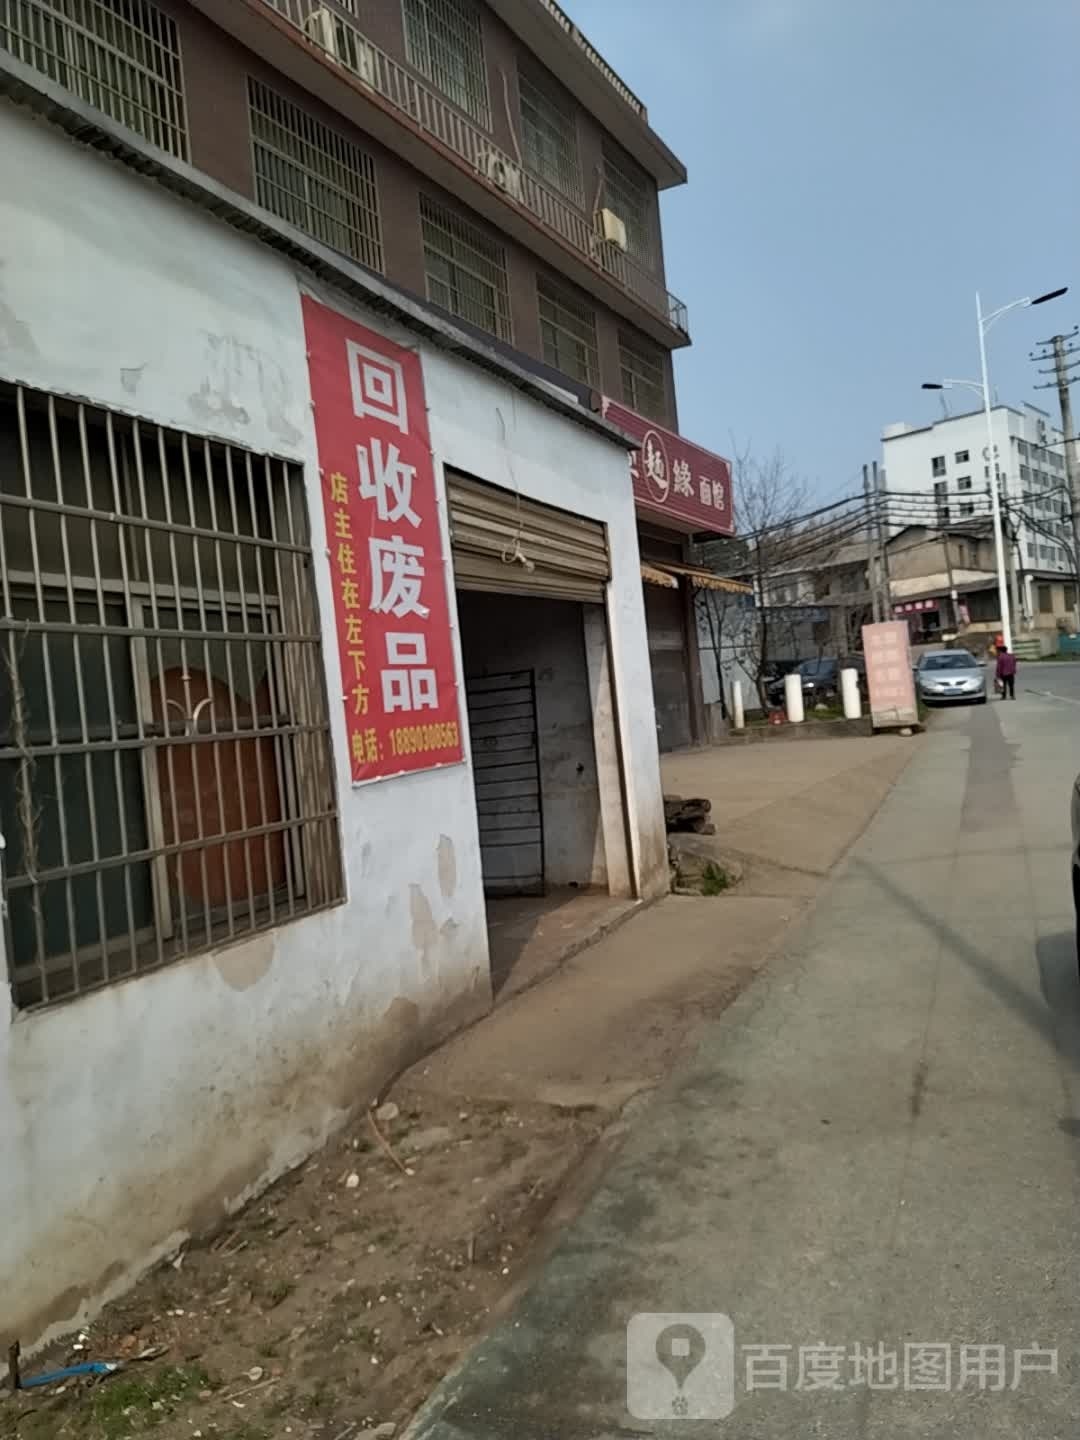 回收废品
店主住在左下方
电话：18890308563
麵緣面馆
百度地图用户